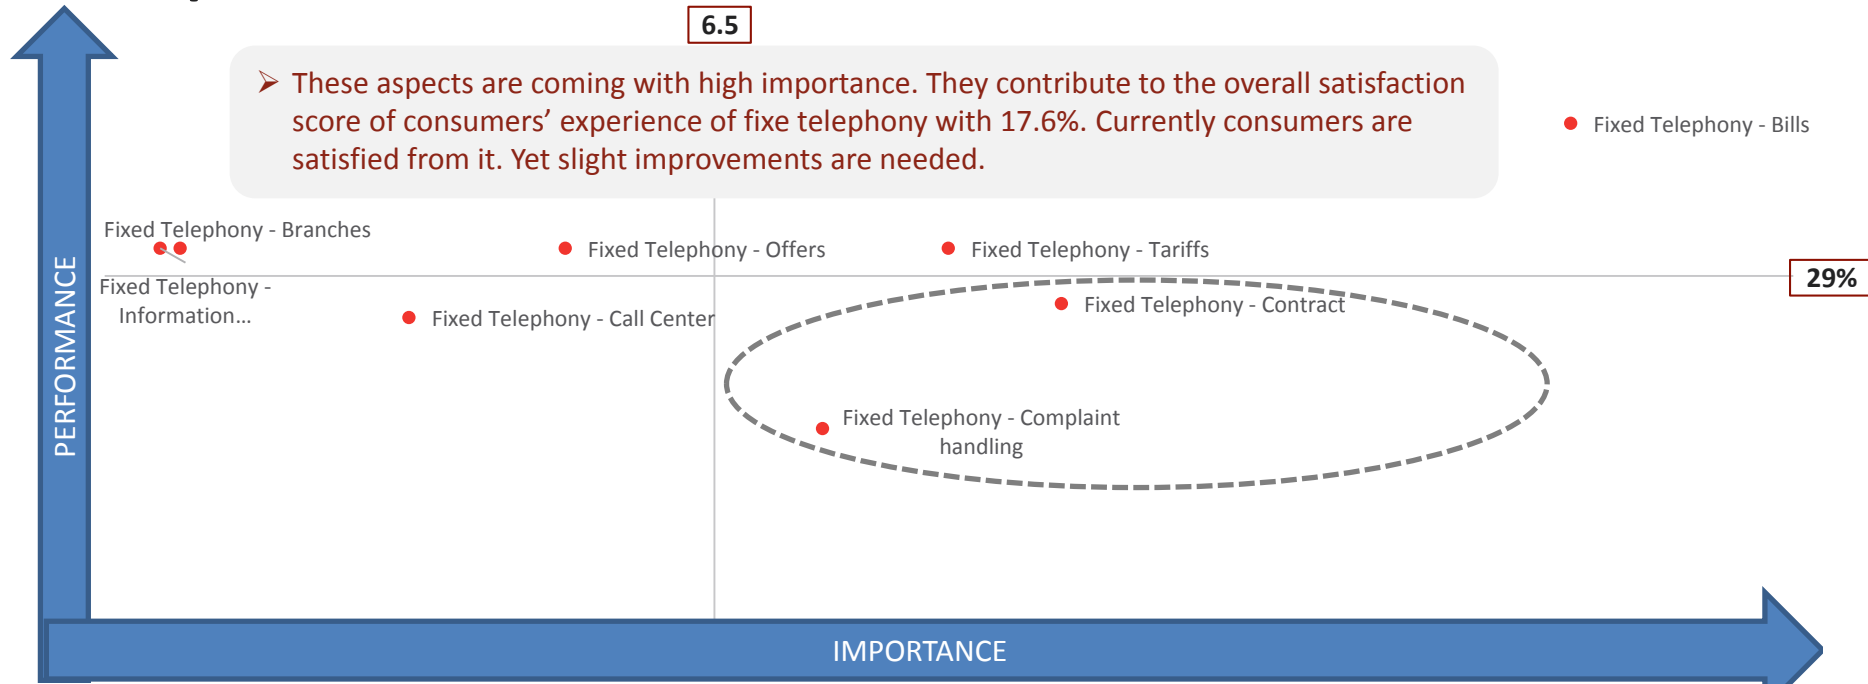 6.5
➢ These aspects are coming with high importance. They contribute to the overall satisfaction
score of consumers’ experience of fixe telephony with 17.6%. Currently consumers are
satisfied from it. Yet slight improvements are needed.
Fixed Telephony - Bills
Fixed Telephony - Branches
Fixed Telephony - Offers
Fixed Telephony - Tariffs
29%
Fixed Telephony -
Information...
Fixed Telephony - Call Center
Fixed Telephony - Contract
Fixed Telephony - Complaint
handling
PERFORMANCE
IMPORTANCE